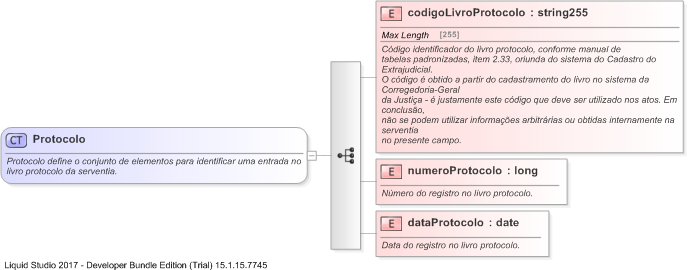 E codigoLivroProtocolo : string255
Max Length [255]
Código identificador do livro protocolo, conforme manual de
tabelas padronizadas, item 2.33, oriunda do sistema do Cadastro do
Extrajudicial.
O código é obtido a partir do cadastramento do livro no sistema da
Corregedoria-Geral
da Justiça - é justamente este código que deve ser utilizado nos atos. Em
conclusão,
não se podem utilizar informações arbitrárias ou obtidas internamente na
serventia
no presente campo.
CT Protocolo
Protocolo define o conjunto de elementos para identificar uma entrada no
livro protocolo da serventia.
E numeroProtocolo : long
Número do registro no livro protocolo.
E dataProtocolo : date
Data do registro no livro protocolo.
Liquid Studio 2017 - Developer Bundle Edition (Trial) 15.1.15.7745